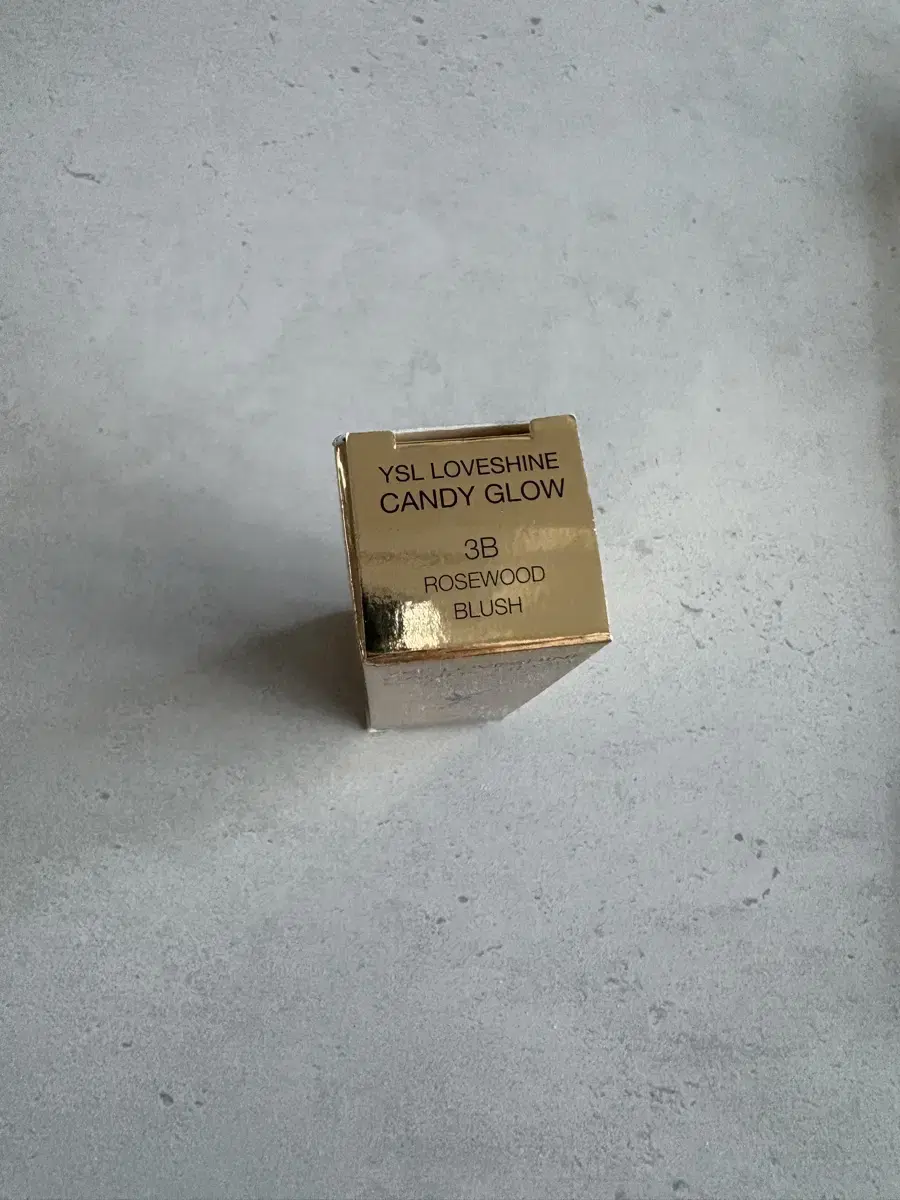 YSL LOVESHINE
CANDY GLOW
3B
ROSEWOOD
BLUSH